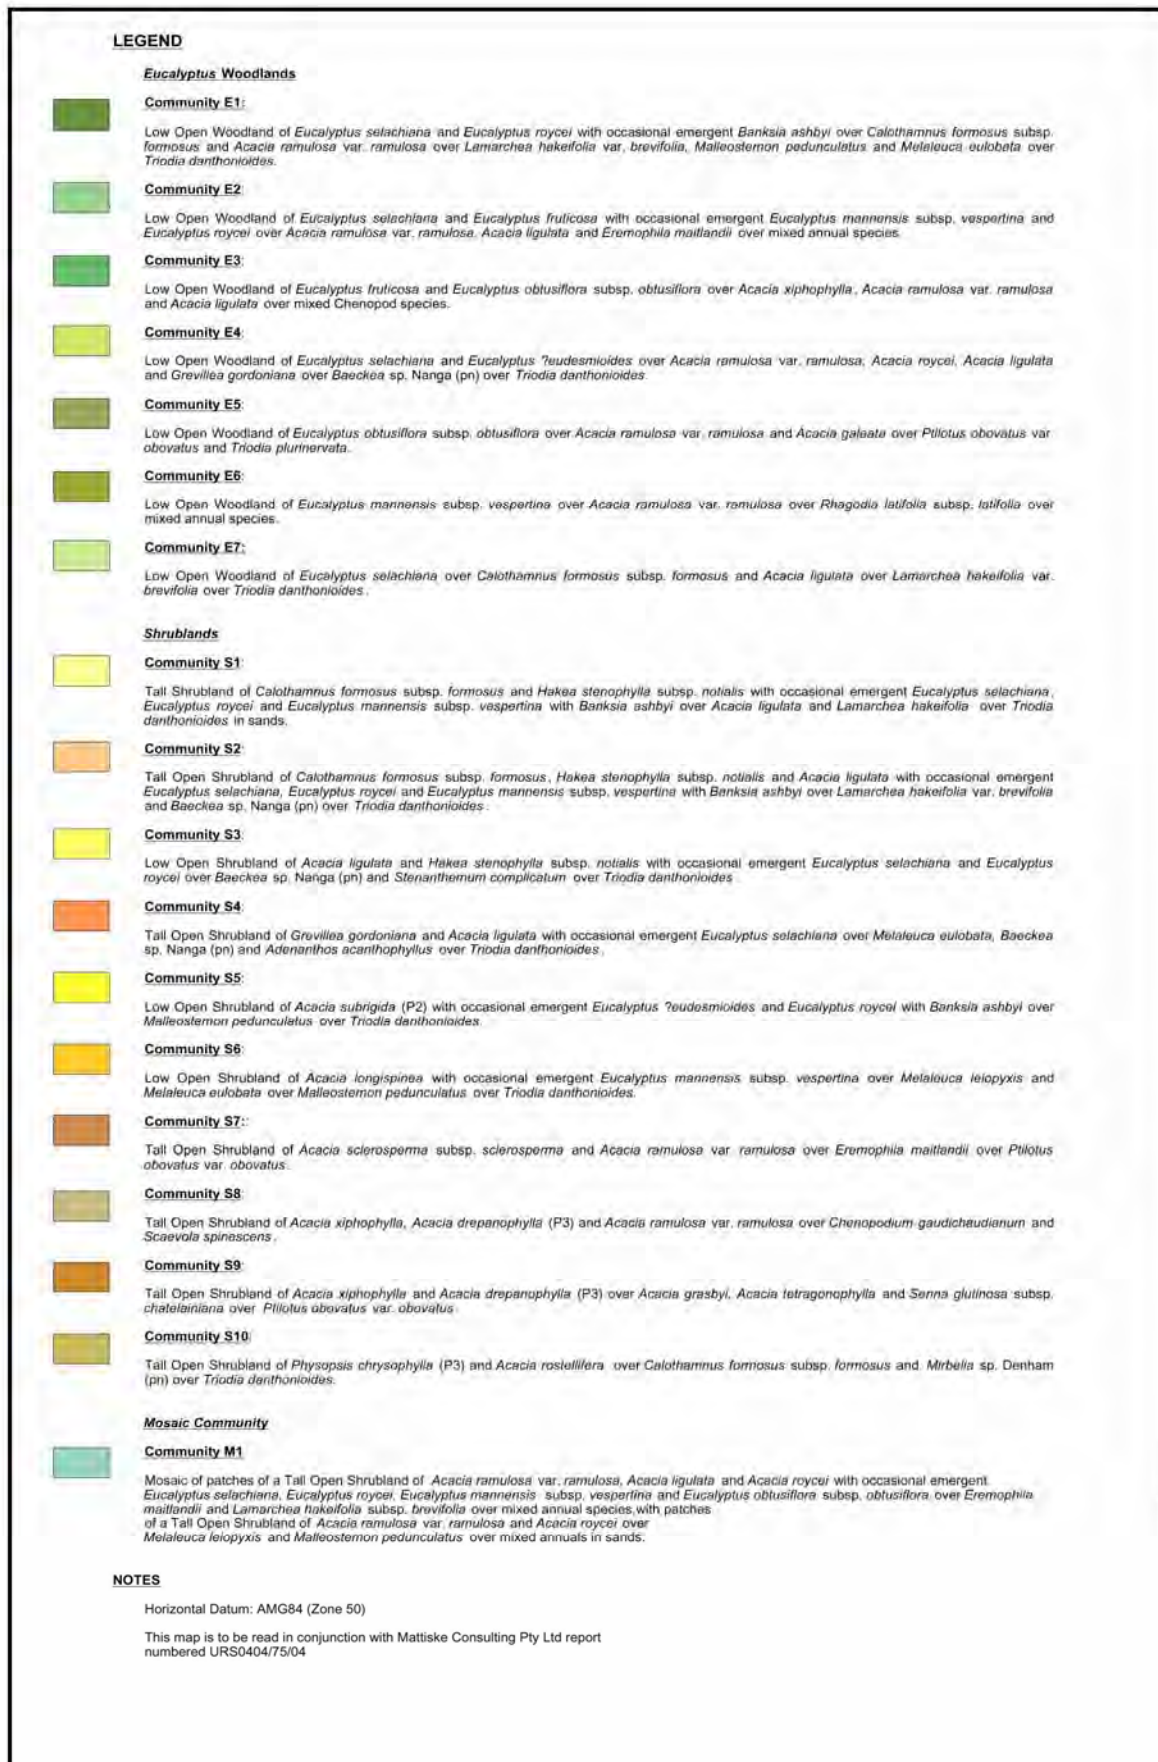 LEGEND
Eucalyptus Woodlands
Community E1:
Low Open Woodland of Eucalyptus selachiana and Eucalyptus roycei with occasional emergent Banksia ashbyi over Calothamnus formosus subsp.
formosus and Acacia ramulosa var. ramulosa over Lamarchea hakeifolia var. brevifolia, Malleostemon pedunculatus and Melaleuca eulobata over
Triodia danthonioides.
Community E2:
Low Open Woodland of Eucalyptus selachiana and Eucalyptus fruticosa with occasional emergent Eucalyptus mannensis subsp. vespertina and
Eucalyptus roycei over Acacia ramulosa var. ramulosa, Acacia ligulata and Eremophila maitlandii over mixed annual species.
Community E3:
Low Open Woodland of Eucalyptus fruticosa and Eucalyptus obtusiflora subsp. obtusiflora over Acacia xiphophylla, Acacia ramulosa var. ramulosa
and Acacia ligulata over mixed Chenopod species.
Community E4:
Low Open Woodland of Eucalyptus selachiana and Eucalyptus ?eudesmioides over Acacia ramulosa var. ramulosa, Acacia roycei, Acacia ligulata
and Grevillea gordoniana over Baeckea sp. Nanga (pn) over Triodia danthonioides.
Community E5:
Low Open Woodland of Eucalyptus obtusiflora subsp. obtusiflora over Acacia ramulosa var. ramulosa and Acacia galeata over Ptilotus obovatus var.
obovatus and Triodia plurinervata.
Community E6:
Low Open Woodland of Eucalyptus mannensis subsp. vespertina over Acacia ramulosa var. ramulosa over Rhagodia latifolia subsp. latifolia over
mixed annual species.
Community E7:
Low Open Woodland of Eucalyptus selachiana over Calothamnus formosus subsp. formosus and Acacia ligulata over Lamarchea hakeifolia var.
brevifolia over Triodia danthonioides.
Shrublands
Community S1:
Tall Shrubland of Calothamnus formosus subsp. formosus and Hakea stenophylla subsp. notialis with occasional emergent Eucalyptus selachiana,
Eucalyptus roycei and Eucalyptus mannensis subsp. vespertina with Banksia ashbyi over Acacia ligulata and Lamarchea hakeifolia over Triodia
danthonioides in sands.
Community S2:
Tall Open Shrubland of Calothamnus formosus subsp. formosus, Hakea stenophylla subsp. notialis and Acacia ligulata with occasional emergent
Eucalyptus selachiana, Eucalyptus roycei and Eucalyptus mannensis subsp. vespertina with Banksia ashbyi over Lamarchea hakeifolia var. brevifolia
and Baeckea sp. Nanga (pn) over Triodia danthonioides.
Community S3:
Low Open Shrubland of Acacia ligulata and Hakea stenophylla subsp. notialis with occasional emergent Eucalyptus selachiana and Eucalyptus
roycei over Baeckea sp. Nanga (pn) and Stenanthemum complicatum over Triodia danthonioides.
Community S4:
Tall Open Shrubland of Grevillea gordoniana and Acacia ligulata with occasional emergent Eucalyptus selachiana over Melaleuca eulobata, Baeckea
sp. Nanga (pn) and Adenanthos acanthophyllus over Triodia danthonioides.
Community S5:
Low Open Shrubland of Acacia subrigida (P2) with occasional emergent Eucalyptus ?eudesmioides and Eucalyptus roycei with Banksia ashbyi over
Malleostemon pedunculatus over Triodia danthonioides.
Community S6:
Low Open Shrubland of Acacia longispinea with occasional emergent Eucalyptus mannensis subsp. vespertina over Melaleuca leiopyxis and
Melaleuca eulobata over Malleostemon pedunculatus over Triodia danthonioides.
Community S7:
Tall Open Shrubland of Acacia sclerosperma subsp. sclerosperma and Acacia ramulosa var. ramulosa over Eremophila maitlandii over Ptilotus
obovatus var. obovatus.
Community S8:
Tall Open Shrubland of Acacia xiphophylla, Acacia drepanophylla (P3) and Acacia ramulosa var. ramulosa over Chenopodium gaudichaudianum and
Scaevola spinescens.
Community S9:
Tall Open Shrubland of Acacia xiphophylla and Acacia drepanophylla (P3) over Acacia grasbyi, Acacia tetragonophylla and Senna glutinosa subsp.
chatelainiana over Ptilotus obovatus var. obovatus.
Community S10:
Tall Open Shrubland of Physopsis chrysophylla (P3) and Acacia rostellifera over Calothamnus formosus subsp. formosus and Mirbelia sp. Denham
(pn) over Triodia danthonioides.
Mosaic Community
Community M1
Mosaic of patches of a Tall Open Shrubland of Acacia ramulosa var. ramulosa, Acacia ligulata and Acacia roycei with occasional emergent
Eucalyptus selachiana, Eucalyptus roycei, Eucalyptus mannensis subsp. vespertina and Eucalyptus obtusiflora subsp. obtusiflora over Eremophila
maitlandii and Lamarchea hakeifolia subsp. brevifolia over mixed annual species,with patches
of a Tall Open Shrubland of Acacia ramulosa var. ramulosa and Acacia roycei over
Melaleuca leiopyxis and Malleostemon pedunculatus over mixed annuals in sands.
NOTES
Horizontal Datum: AMG84 (Zone 50)
This map is to be read in conjunction with Mattiske Consulting Pty Ltd report
numbered URS0404/75/04